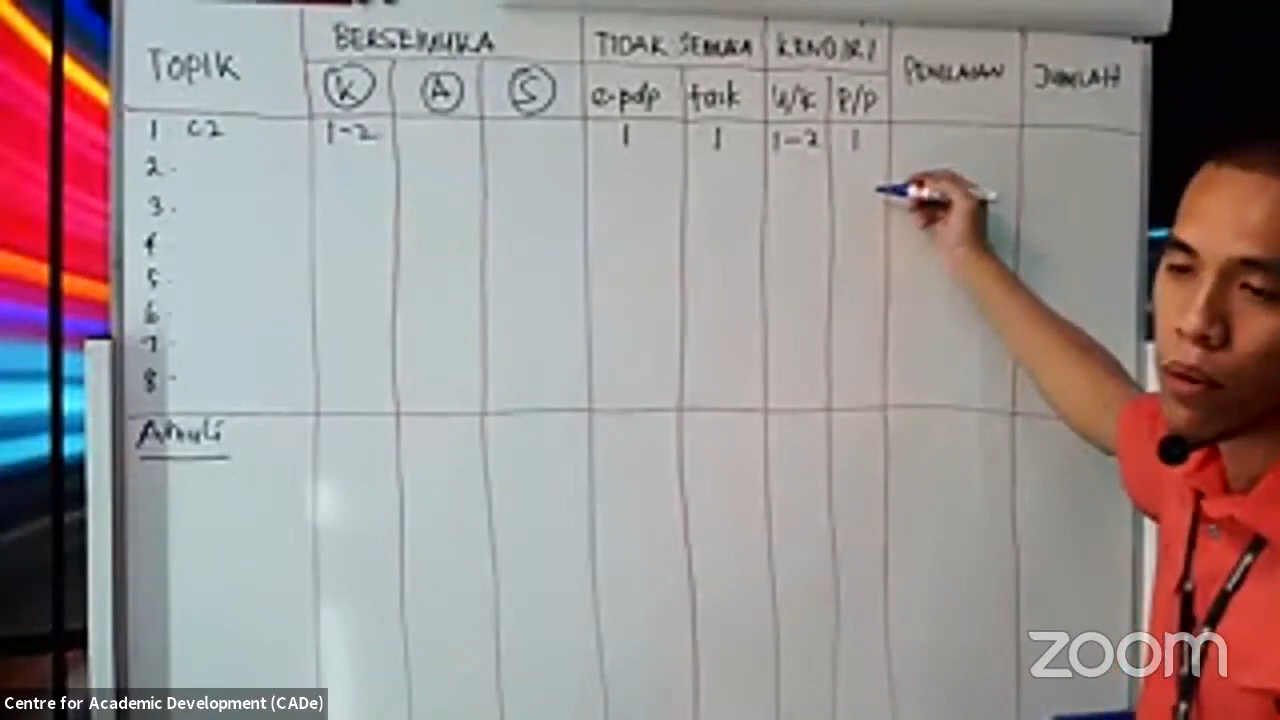 TOPIK BERSEMUKA TIDAK SEMUKA KENDIRI PENILAIAN JUMLAH
K A S e-pdp task U/K P/P
1. C2 1-2 1 1 1-2 1
2.
3.
4
5.
6.
7
8.
Amali
zoom
Centre for Academic Development (CADe)